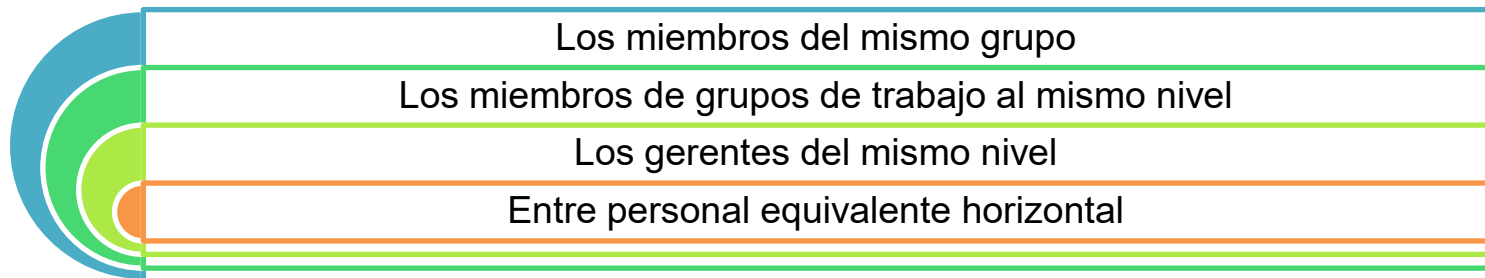 Los miembros del mismo grupo
Los miembros de grupos de trabajo al mismo nivel
Los gerentes del mismo nivel
Entre personal equivalente horizontal